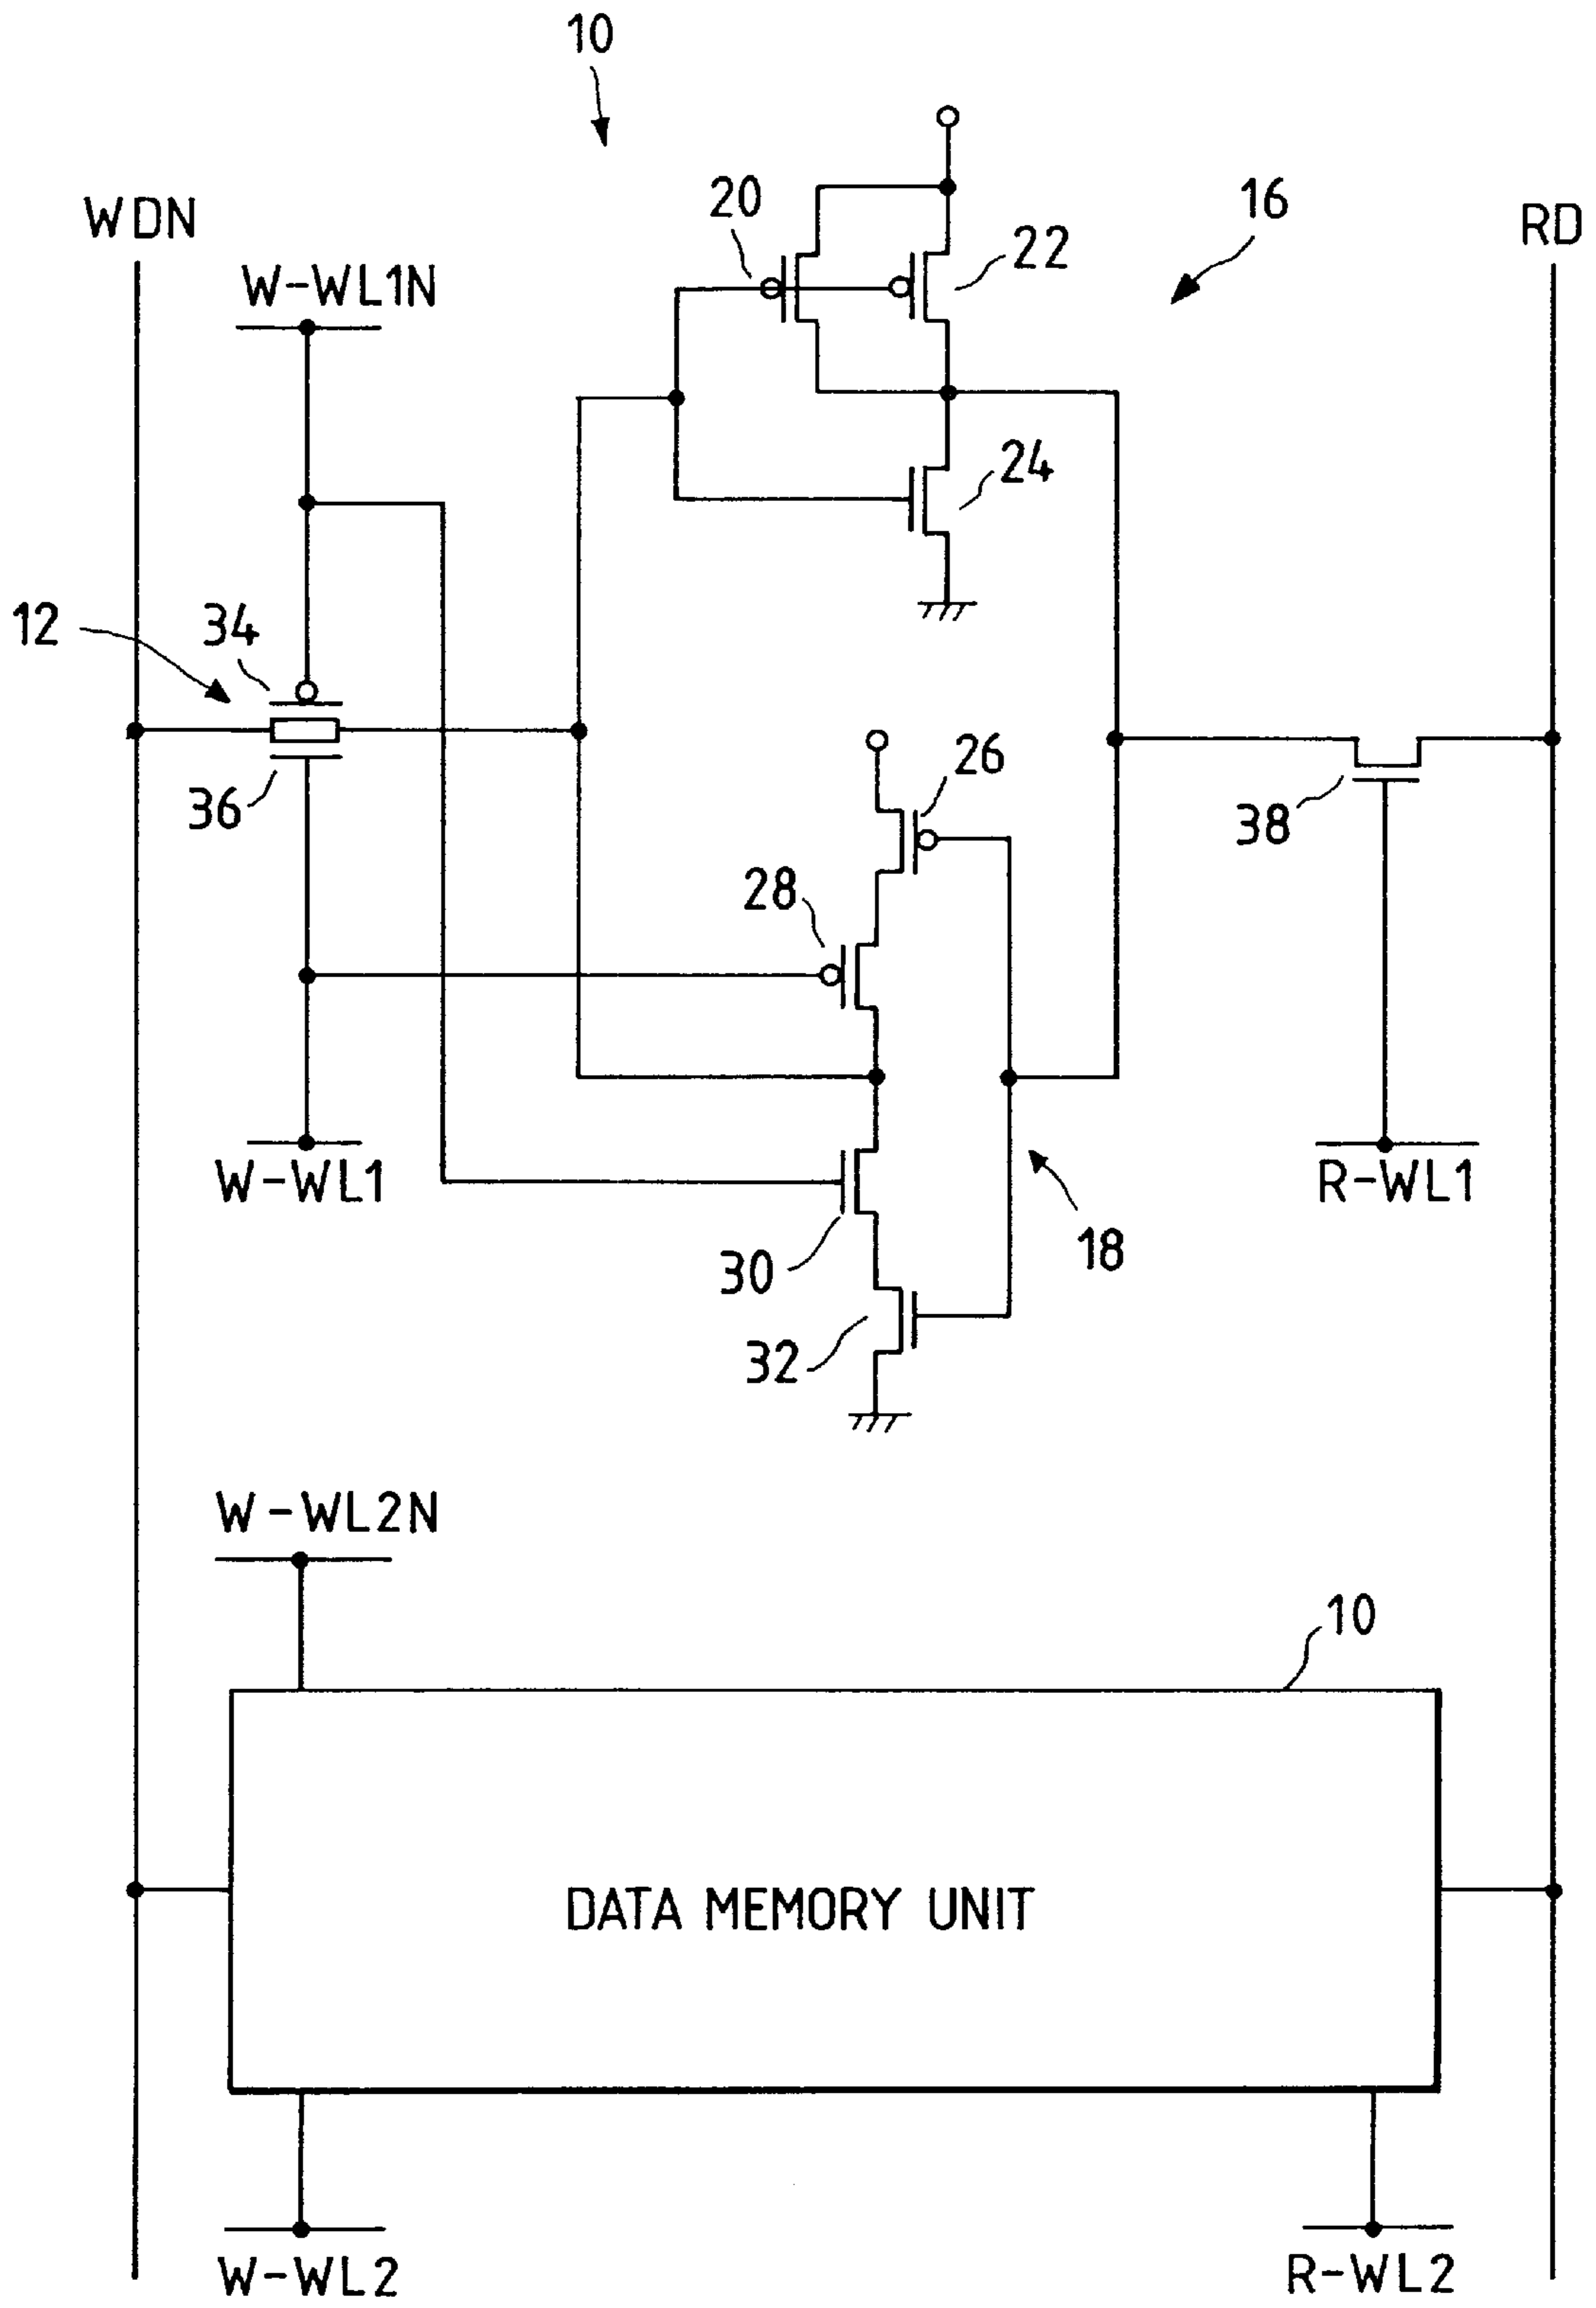 10
20
16
WDN
RD
22
W-WL1N
24
12
34
26
36
38
28
W-WL1
R-WL1
18
30
32
W-WL2N
10
DATA MEMORY UNIT
W-WL2
R-WL2